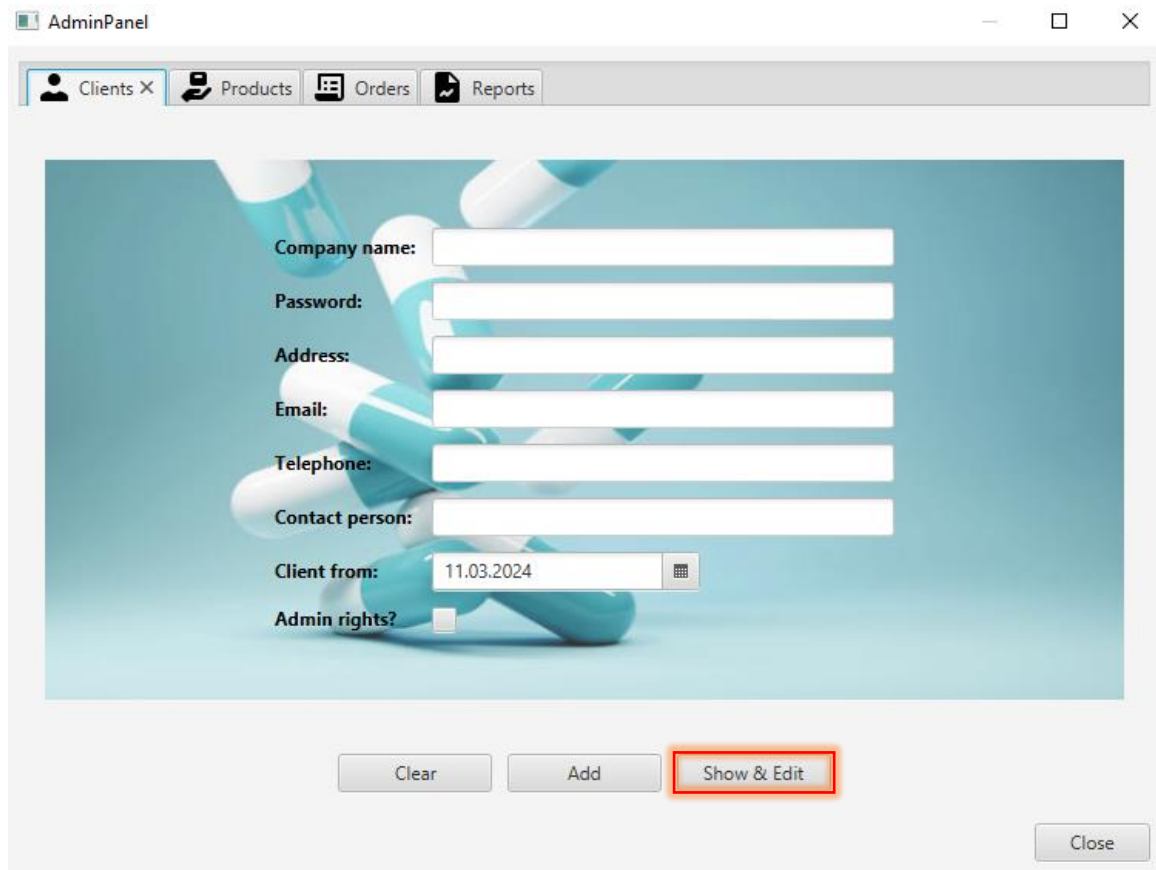 AdminPanel
Clients Products Orders Reports
Company name:
Password:
Address:
Email:
Telephone:
Contact person:
Client from: 11.03.2024
Admin rights?
Clear Add Show & Edit
Close